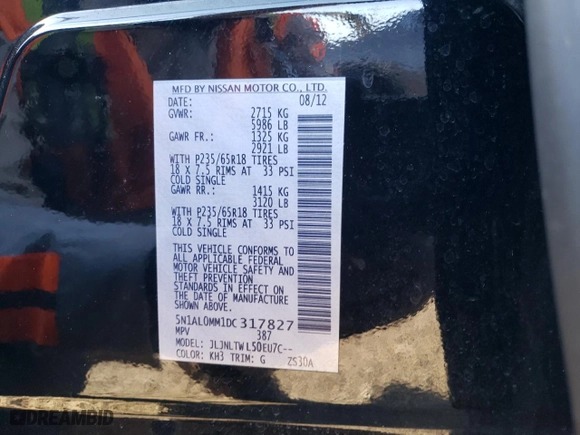 MFD BY NISSAN MOTOR CO., LTD.
DATE: 08/12
GVWR: 2715 KG
5986 LB
GAWR FR.: 1325 KG
2921 LB
WITH P235/65R18 TIRES
18 X 7.5 RIMS AT 33 PSI
COLD SINGLE
GAWR RR.: 1415 KG
3120 LB
WITH P235/65R18 TIRES
18 X 7.5 RIMS AT 33 PSI
COLD SINGLE
THIS VEHICLE CONFORMS TO
ALL APPLICABLE FEDERAL
MOTOR VEHICLE SAFETY AND
THEFT PREVENTION
STANDARDS IN EFFECT ON
THE DATE OF MANUFACTURE
SHOWN ABOVE.
5N1AL0MM1DC317827
MPV 387
MODEL: JLJNLTWL50EU7C--
COLOR: KH3 TRIM: G ZS30A
DREAMBID